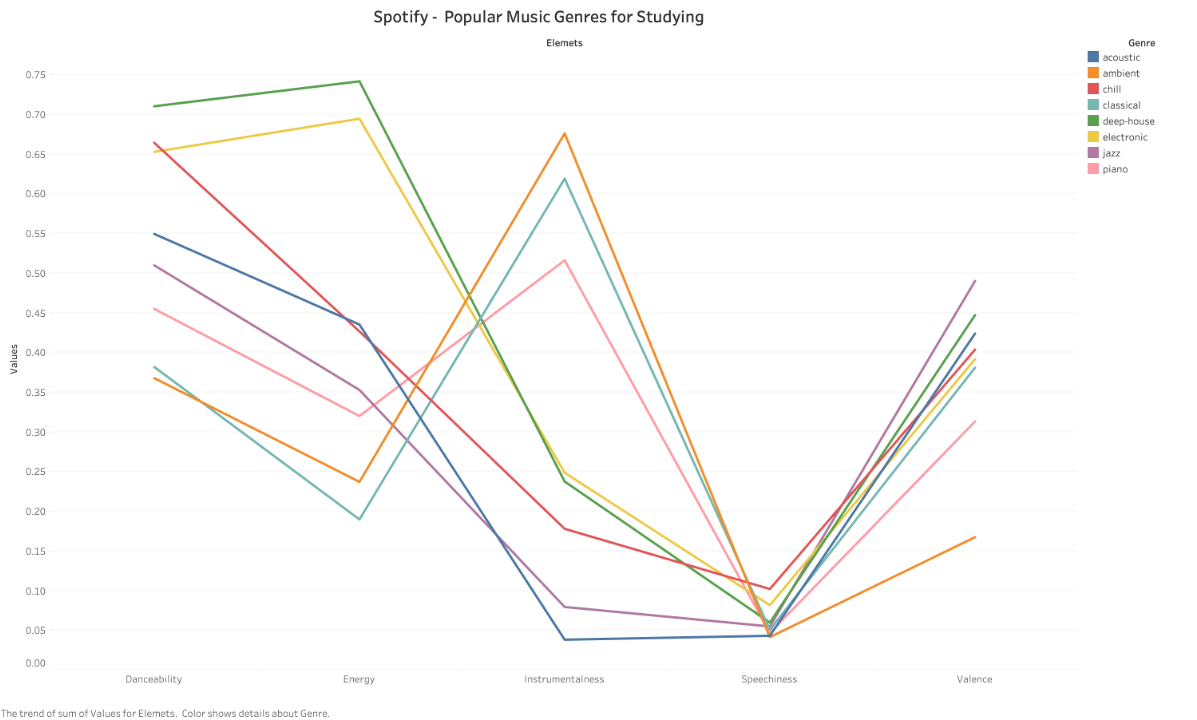 Spotify - Popular Music Genres for Studying
Elemets
Genre
acoustic
ambient
chill
classical
deep-house
electronic
jazz
piano
0.75
0.70
0.65
0.60
0.55
0.50
0.45
0.40
0.35
0.30
0.25
0.20
0.15
0.10
0.05
0.00
Values
Danceability Energy Instrumentalness Speechiness Valence
The trend of sum of Values for Elemets. Color shows details about Genre.